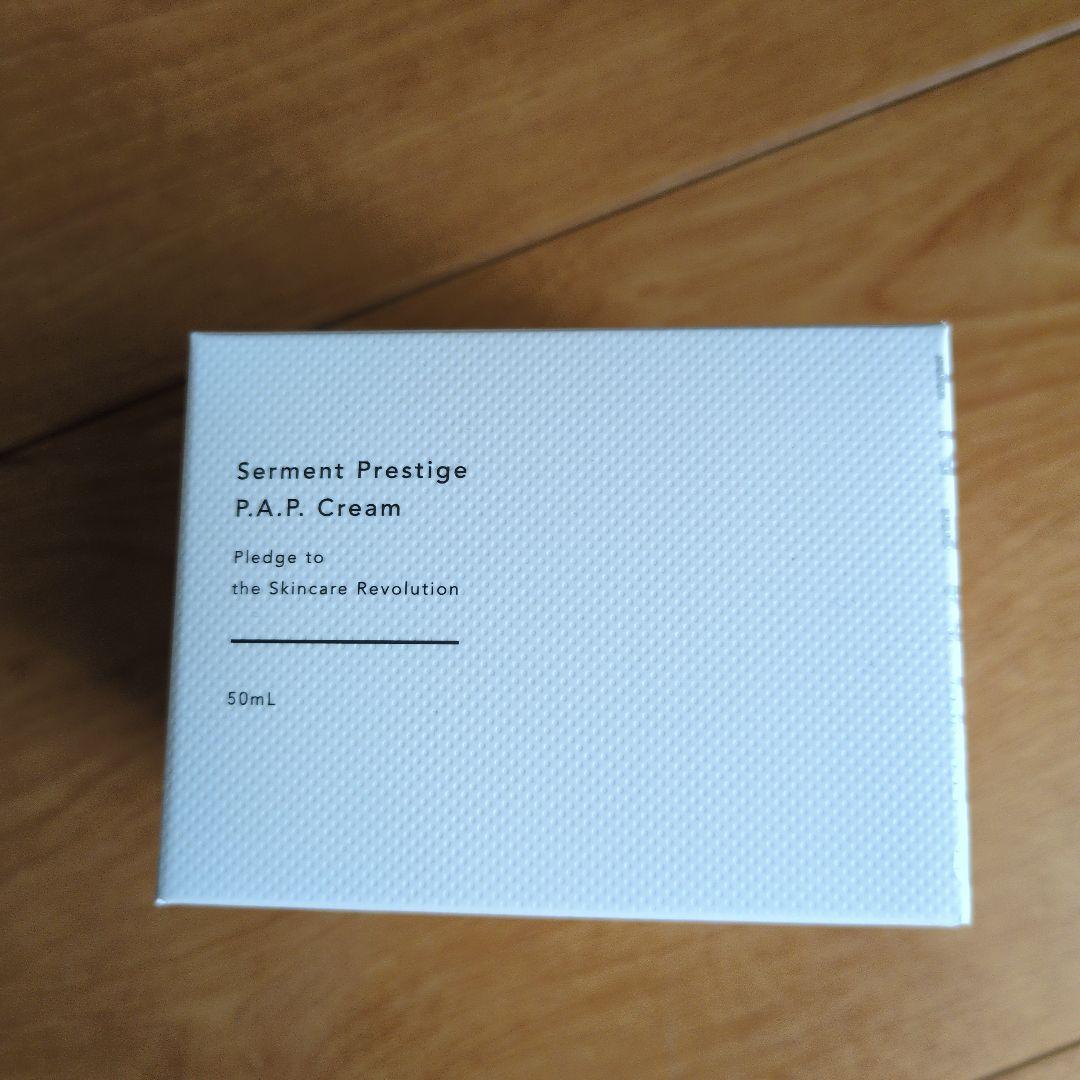 Serment Prestige
P.A.P. Cream
Pledge to
the Skincare Revolution
50mL